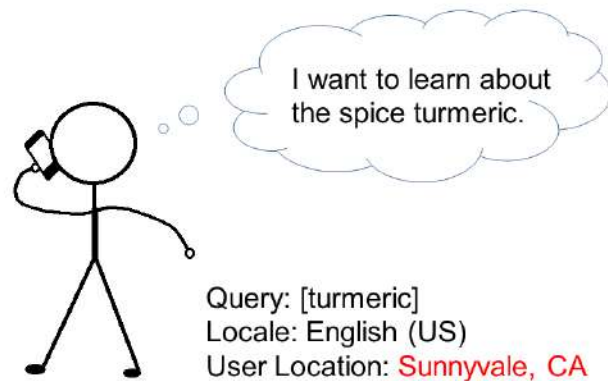 I want to learn about
the spice turmeric.
Query: [turmeric]
Locale: English (US)
User Location: Sunnyvale, CA